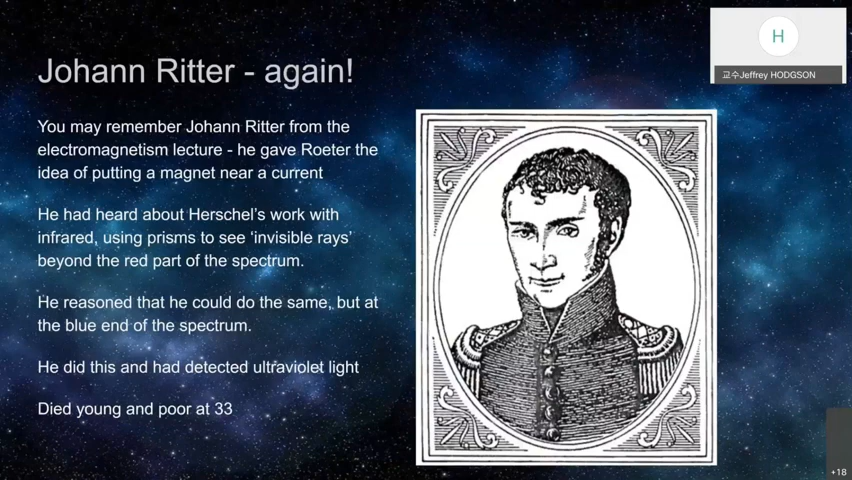 Johann Ritter - again!
You may remember Johann Ritter from the
electromagnetism lecture - he gave Roeter the
idea of putting a magnet near a current
He had heard about Herschel's work with
infrared, using prisms to see 'invisible rays'
beyond the red part of the spectrum.
He reasoned that he could do the same, but at
the blue end of the spectrum.
He did this and had detected ultraviolet light
Died young and poor at 33
H
교수Jeffrey HODGSON
+18